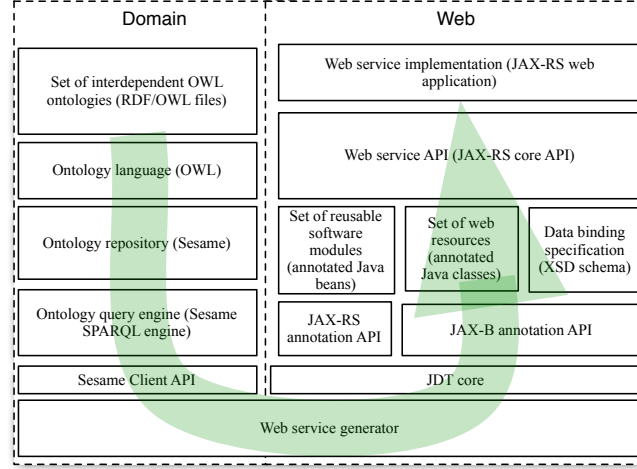 Domain
Web
Set of interdependent OWL
ontologies (RDF/OWL files)
Web service implementation (JAX-RS web
application)
Ontology language (OWL)
Web service API (JAX-RS core API)
Ontology repository (Sesame)
Set of reusable
software
modules
(annotated Java
beans)
Set of web
resources
(annotated
Java classes)
Data binding
specification
(XSD schema)
Ontology query engine (Sesame
SPARQL engine)
JAX-RS
annotation API
JAX-B annotation API
Sesame Client API
JDT core
Web service generator